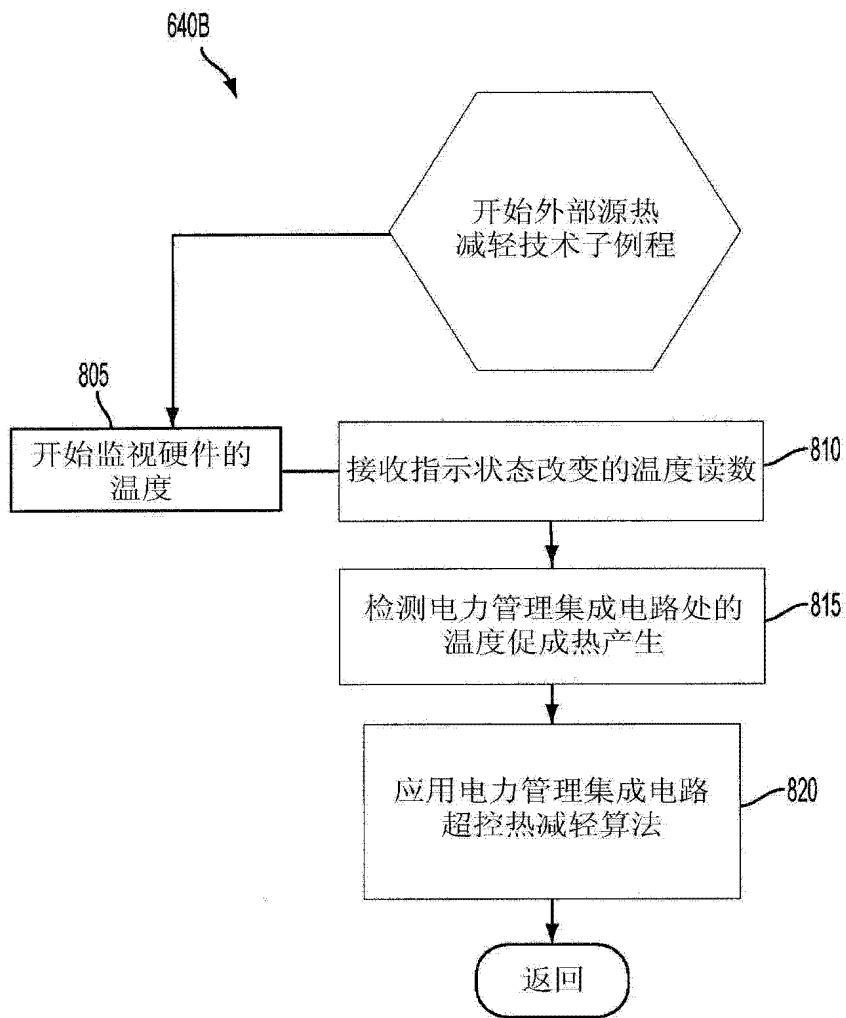 640B
开始外部源热
减轻技术子例程
805
开始监视硬件的
温度
接收指示状态改变的温度读数
810
检测电力管理集成电路处的
温度促成热产生
815
应用电力管理集成电路
超控热减轻算法
820
返回